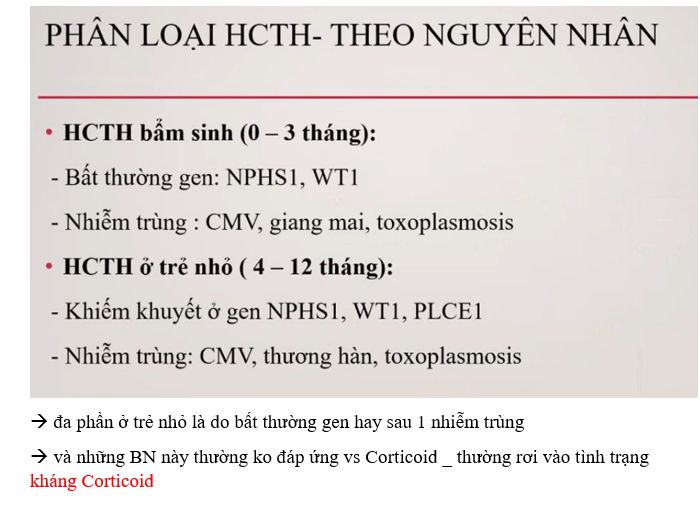 PHÂN LOẠI HCTH- THEO NGUYÊN NHÂN
• HCTH bẩm sinh (0 – 3 tháng):
- Bất thường gen: NPHS1, WT1
- Nhiễm trùng : CMV, giang mai, toxoplasmosis
• HCTH ở trẻ nhỏ ( 4 – 12 tháng):
- Khiếm khuyết ở gen NPHS1, WT1, PLCE1
- Nhiễm trùng: CMV, thương hàn, toxoplasmosis
→ đa phần ở trẻ nhỏ là do bất thường gen hay sau 1 nhiễm trùng
→ và những BN này thường ko đáp ứng vs Corticoid _ thường rơi vào tình trạng
kháng Corticoid